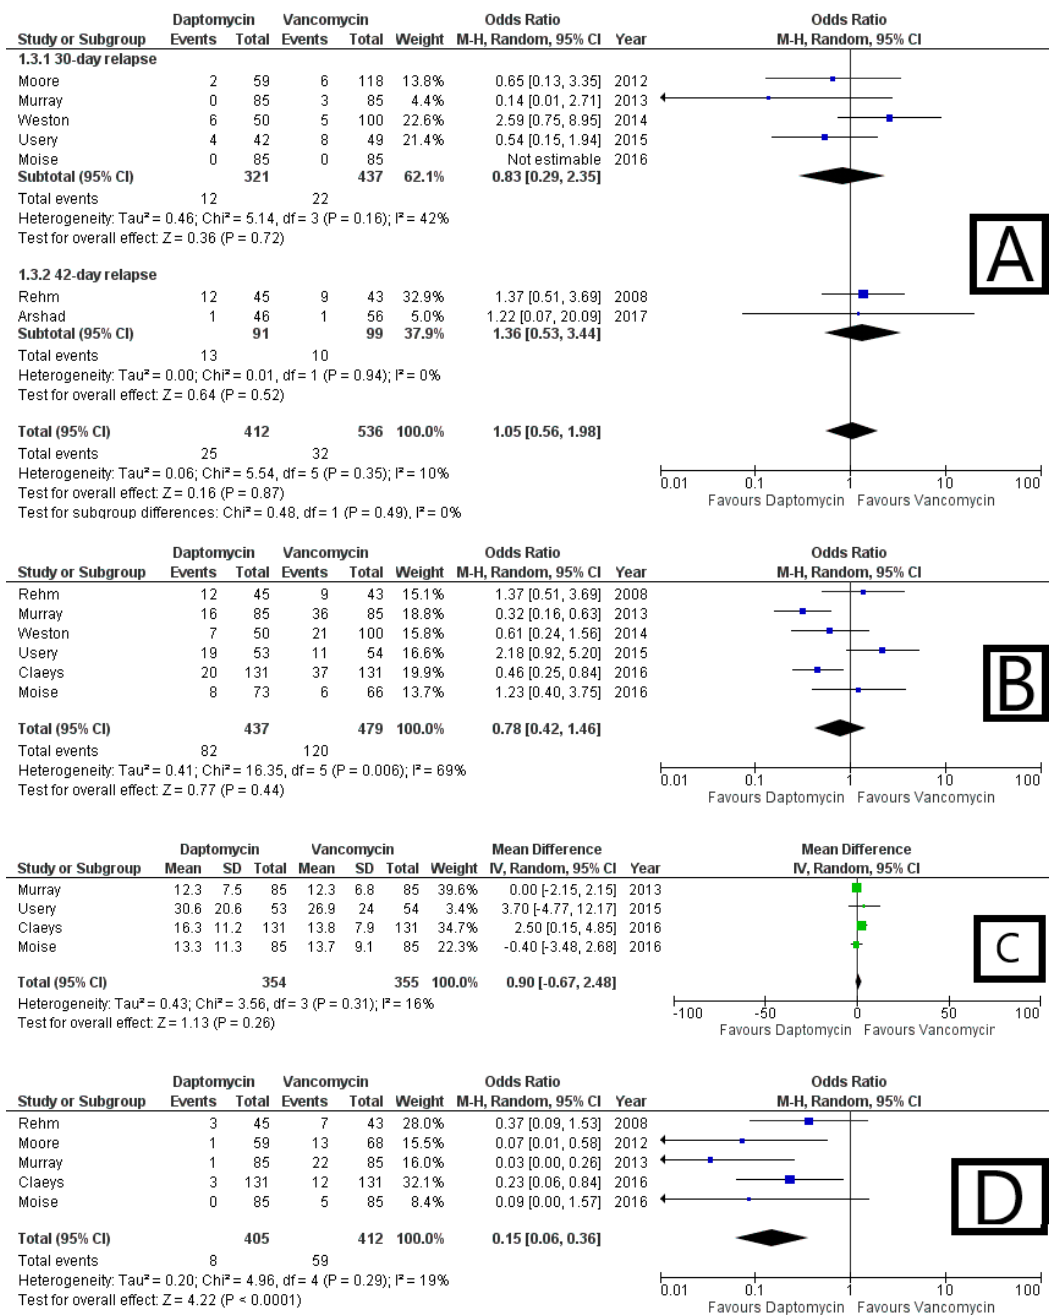 Daptomycin Vancomycin Odds Ratio Odds Ratio
Study or Subgroup Events Total Events Total Weight M-H, Random, 95% CI Year M-H, Random, 95% CI
1.3.1 30-day relapse
Moore 2 59 6 118 13.8% 0.65 [0.13, 3.35] 2012
Murray 0 85 3 85 4.4% 0.14 [0.01, 2.71] 2013
Weston 6 50 5 100 22.6% 2.59 [0.75, 8.95] 2014
Usery 4 42 8 49 21.4% 0.54 [0.15, 1.94] 2015
Moise 0 85 0 85 Not estimable 2016
Subtotal (95% CI) 321 437 62.1% 0.83 [0.29, 2.35]
Total events 12 22
Heterogeneity: Tau² = 0.46; Chi² = 5.14, df = 3 (P = 0.16); I² = 42%
Test for overall effect: Z = 0.36 (P = 0.72)
A
1.3.2 42-day relapse
Rehm 12 45 9 43 32.9% 1.37 [0.51, 3.69] 2008
Arshad 1 46 1 56 5.0% 1.22 [0.07, 20.09] 2017
Subtotal (95% CI) 91 99 37.9% 1.36 [0.53, 3.44]
Total events 13 10
Heterogeneity: Tau² = 0.00; Chi² = 0.01, df = 1 (P = 0.94); I² = 0%
Test for overall effect: Z = 0.64 (P = 0.52)
Total (95% CI) 412 536 100.0% 1.05 [0.56, 1.98]
Total events 25 32
Heterogeneity: Tau² = 0.06; Chi² = 5.54, df = 5 (P = 0.35); I² = 10%
Test for overall effect: Z = 0.16 (P = 0.87)
Test for subgroup differences: Chi² = 0.48, df = 1 (P = 0.49), I² = 0%
0.01 0.1 1 10 100
Favours Daptomycin Favours Vancomycin
Daptomycin Vancomycin Odds Ratio Odds Ratio
Study or Subgroup Events Total Events Total Weight M-H, Random, 95% CI Year M-H, Random, 95% CI
Rehm 12 45 9 43 15.1% 1.37 [0.51, 3.69] 2008
Murray 16 85 36 85 18.8% 0.32 [0.16, 0.63] 2013
Weston 7 50 21 100 15.8% 0.61 [0.24, 1.56] 2014
Usery 19 53 11 54 16.6% 2.18 [0.92, 5.20] 2015
Claeys 20 131 37 131 19.9% 0.46 [0.25, 0.84] 2016
Moise 8 73 6 66 13.7% 1.23 [0.40, 3.75] 2016
B
Total (95% CI) 437 479 100.0% 0.78 [0.42, 1.46]
Total events 82 120
Heterogeneity: Tau² = 0.41; Chi² = 16.35, df = 5 (P = 0.006); I² = 69%
Test for overall effect: Z = 0.77 (P = 0.44)
0.01 0.1 1 10 100
Favours Daptomycin Favours Vancomycin
Daptomycin Vancomycin Mean Difference Mean Difference
Study or Subgroup Mean SD Total Mean SD Total Weight IV, Random, 95% CI Year IV, Random, 95% CI
Murray 12.3 7.5 85 12.3 6.8 85 39.6% 0.00 [-2.15, 2.15] 2013
Usery 30.6 20.6 53 26.9 24 54 3.4% 3.70 [-4.77, 12.17] 2015
Claeys 16.3 11.2 131 13.8 7.9 131 34.7% 2.50 [0.15, 4.85] 2016
Moise 13.3 11.3 85 13.7 9.1 85 22.3% -0.40 [-3.48, 2.68] 2016
C
Total (95% CI) 354 355 100.0% 0.90 [-0.67, 2.48]
Heterogeneity: Tau² = 0.43; Chi² = 3.56, df = 3 (P = 0.31); I² = 16%
Test for overall effect: Z = 1.13 (P = 0.26)
-100 -50 0 50 100
Favours Daptomycin Favours Vancomycin
Daptomycin Vancomycin Odds Ratio Odds Ratio
Study or Subgroup Events Total Events Total Weight M-H, Random, 95% CI Year M-H, Random, 95% CI
Rehm 3 45 7 43 28.0% 0.37 [0.09, 1.53] 2008
Moore 1 59 13 68 15.5% 0.07 [0.01, 0.58] 2012
Murray 1 85 22 85 16.0% 0.03 [0.00, 0.26] 2013
Claeys 3 131 12 131 32.1% 0.23 [0.06, 0.84] 2016
Moise 0 85 5 85 8.4% 0.09 [0.00, 1.57] 2016
D
Total (95% CI) 405 412 100.0% 0.15 [0.06, 0.36]
Total events 8 59
Heterogeneity: Tau² = 0.20; Chi² = 4.96, df = 4 (P = 0.29); I² = 19%
Test for overall effect: Z = 4.22 (P < 0.0001)
0.01 0.1 1 10 100
Favours Daptomycin Favours Vancomycin